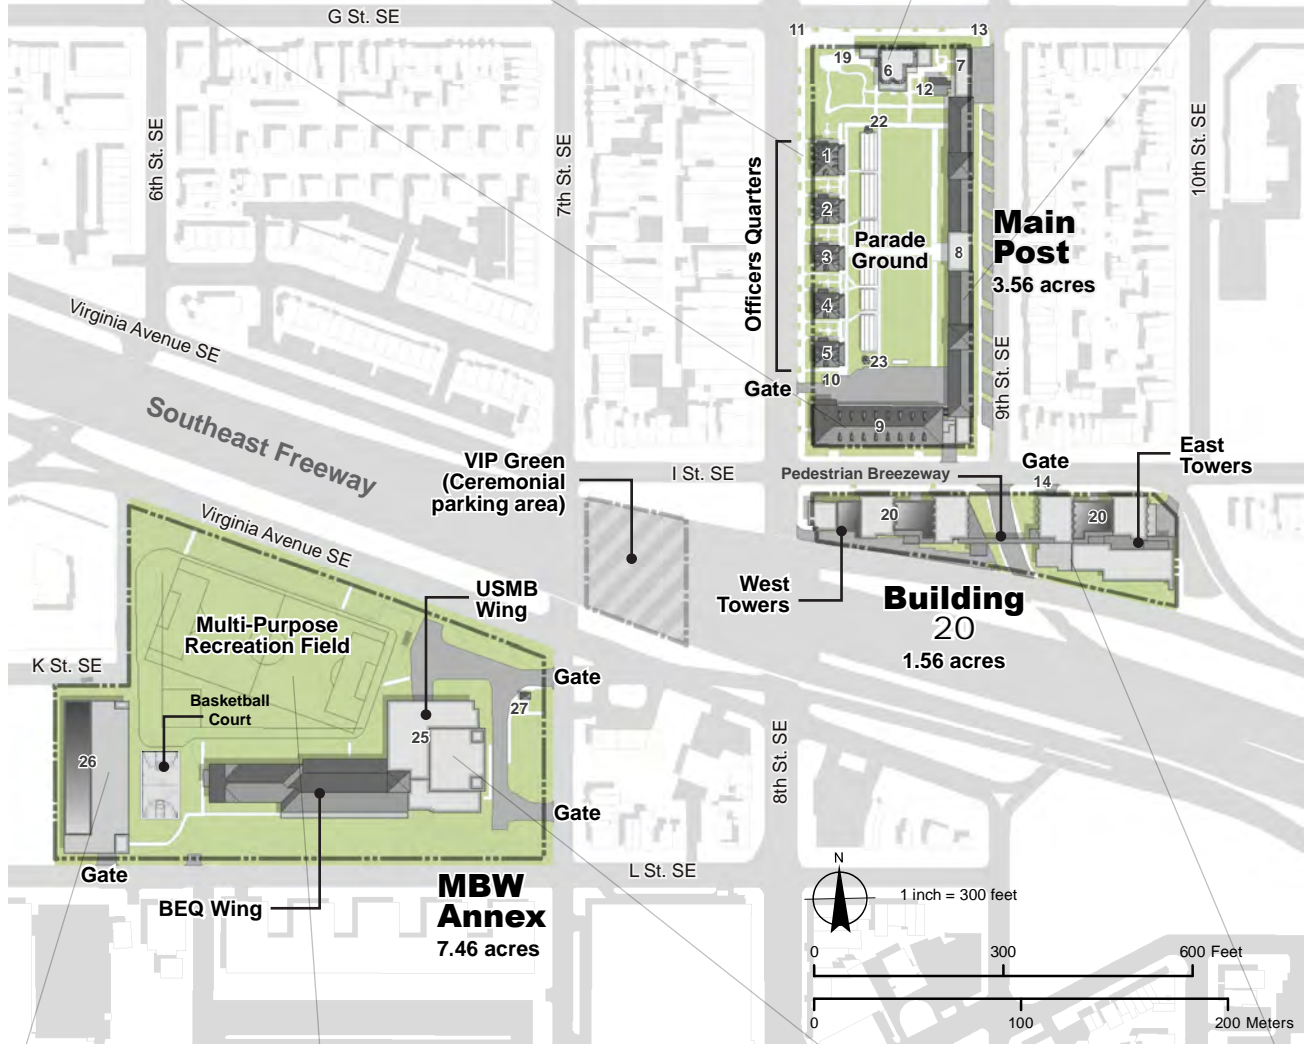 G St. SE
11
13
19
6
7
12
22
6th St. SE
7th St. SE
10th St. SE
Officers Quarters
1
2
3
4
5
Parade
Ground
8
Main
Post
3.56 acres
23
10
Gate
9
9th St. SE
Virginia Avenue SE
Southeast Freeway
VIP Green
(Ceremonial
parking area)
I St. SE
Pedestrian Breezeway
Gate
14
East
Towers
20
20
Virginia Avenue SE
USMB
Wing
West
Towers
Building
20
1.56 acres
Multi-Purpose
Recreation Field
K St. SE
Basketball
Court
Gate
27
25
26
8th St. SE
Gate
Gate
BEQ Wing
MBW
Annex
7.46 acres
L St. SE
N
1 inch = 300 feet
0
300
600 Feet
0
100
200 Meters